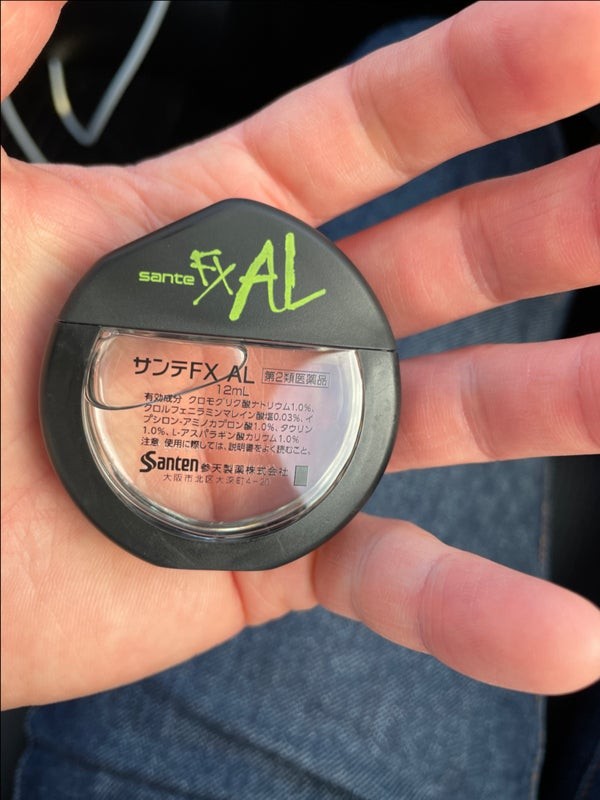 sante FX AL
サンテFX AL 第2類医薬品
12mL
有効成分 クロモグリク酸ナトリウム1.0%、
クロルフェニラミンマレイン酸塩0.03%、イ
プシロン-アミノカプロン酸1.0%、タウリン
1.0%、L-アスパラギン酸カリウム1.0%
注意 使用に際しては、説明書をよく読むこと。
Santen 参天製薬株式会社
大阪市北区大深町4-20